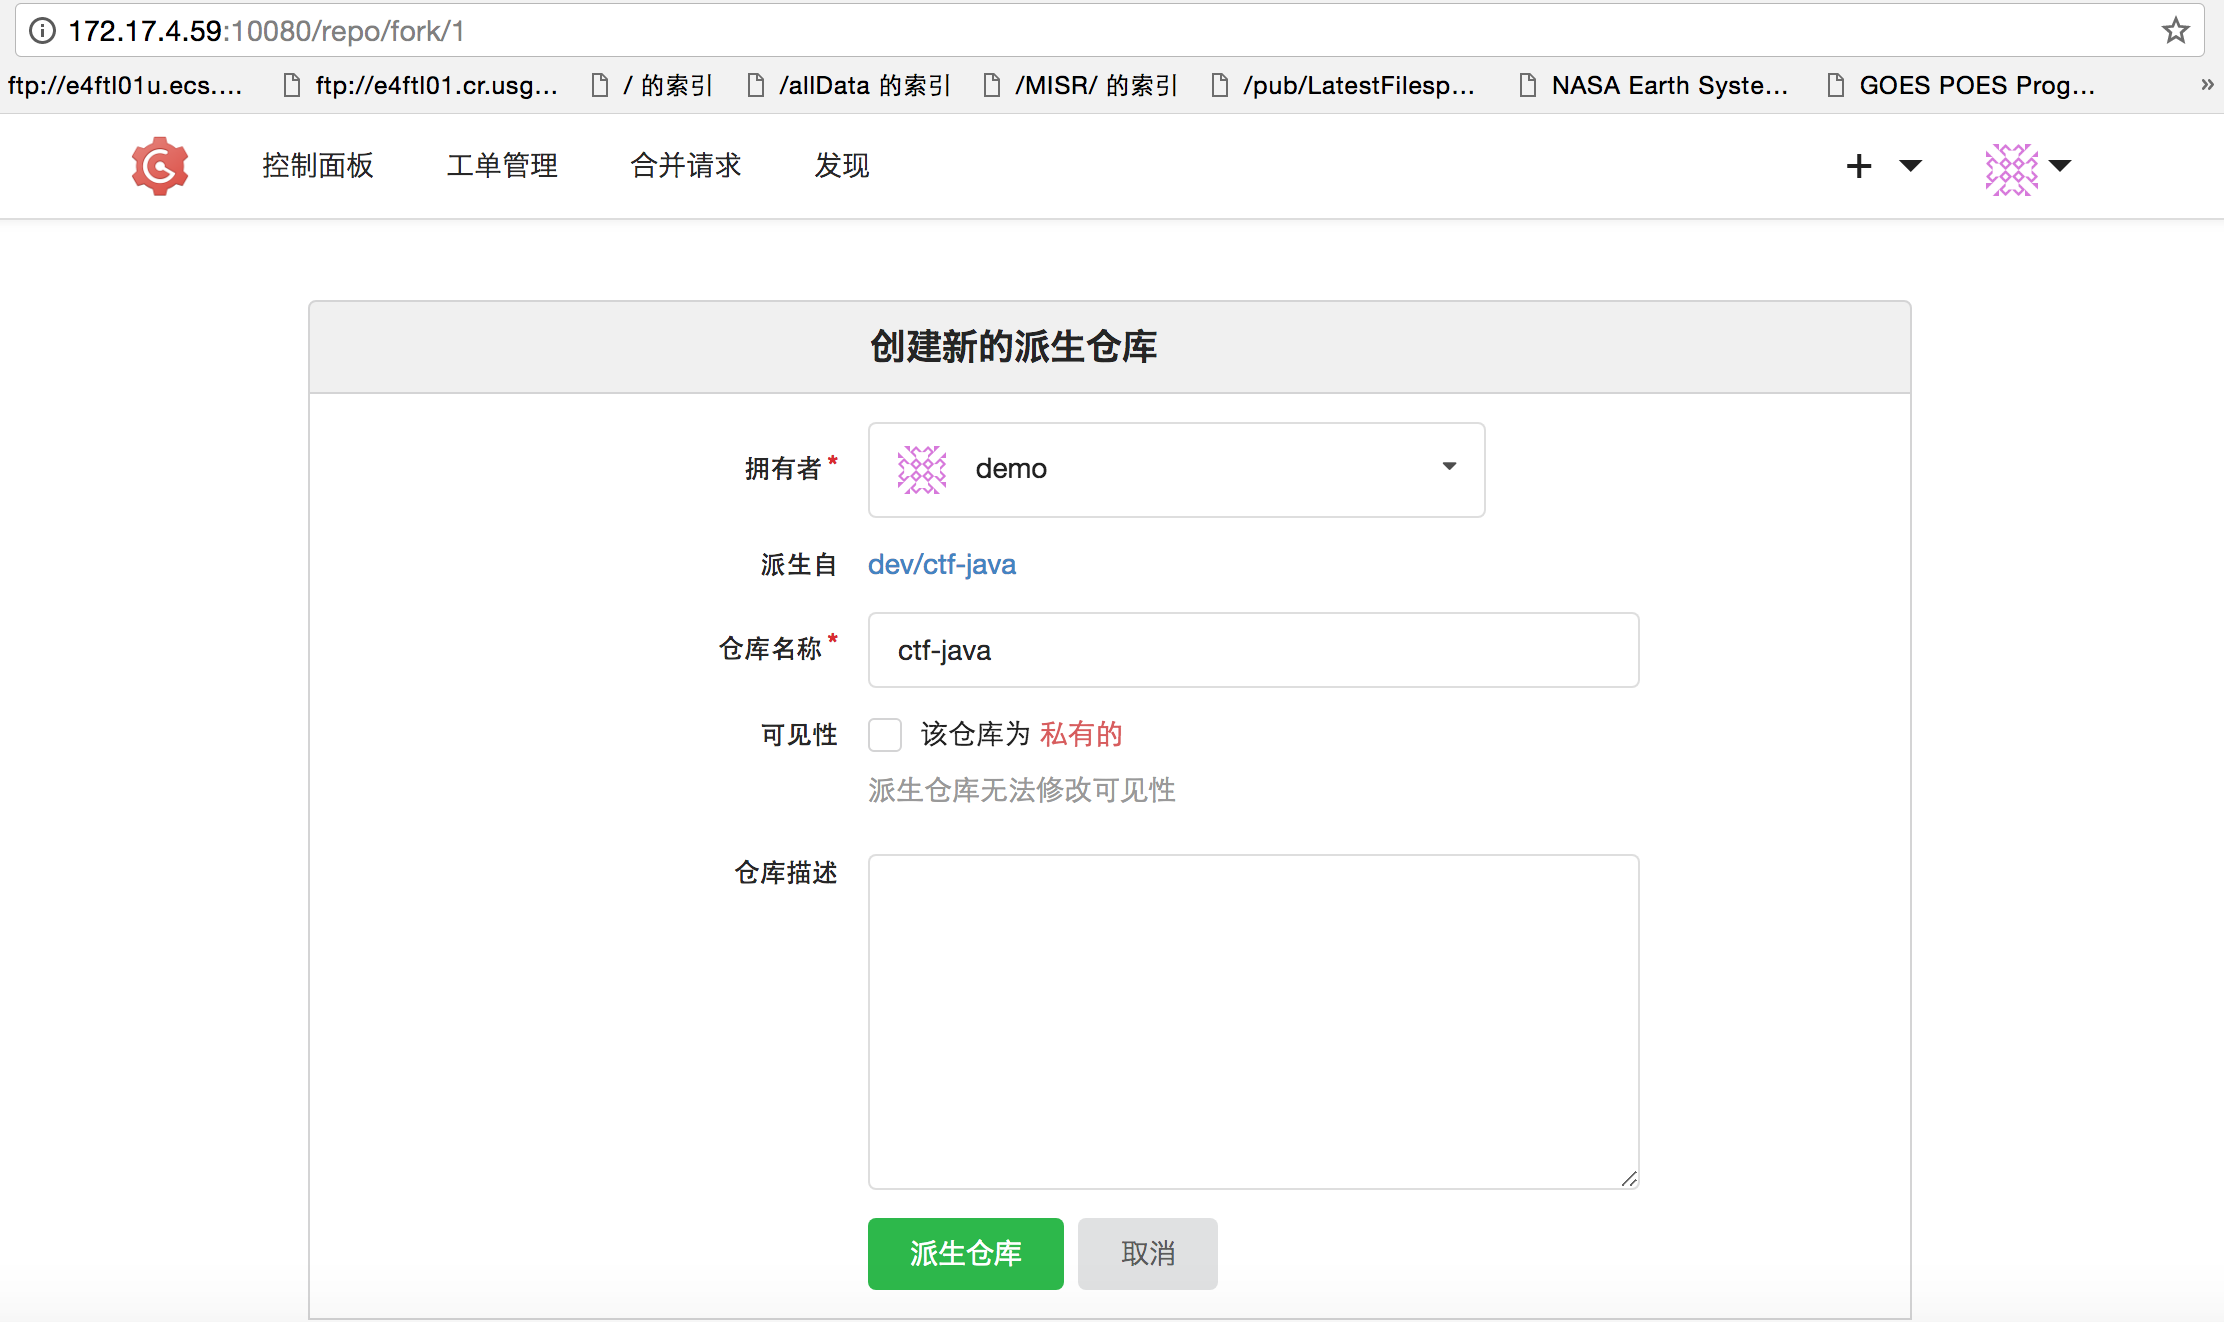 172.17.4.59:10080/repo/fork/1
ftp://e4ftl01u.ecs.... ftp://e4ftl01.cr.usg... / 的索引 /allData 的索引 /MISR/ 的索引 /pub/LatestFilesp... NASA Earth Syste... GOES POES Prog... »
控制面板 工单管理 合并请求 发现
创建新的派生仓库
拥有者* demo
派生自 dev/ctf-java
仓库名称* ctf-java
可见性 该仓库为 私有的
派生仓库无法修改可见性
仓库描述
派生仓库 取消